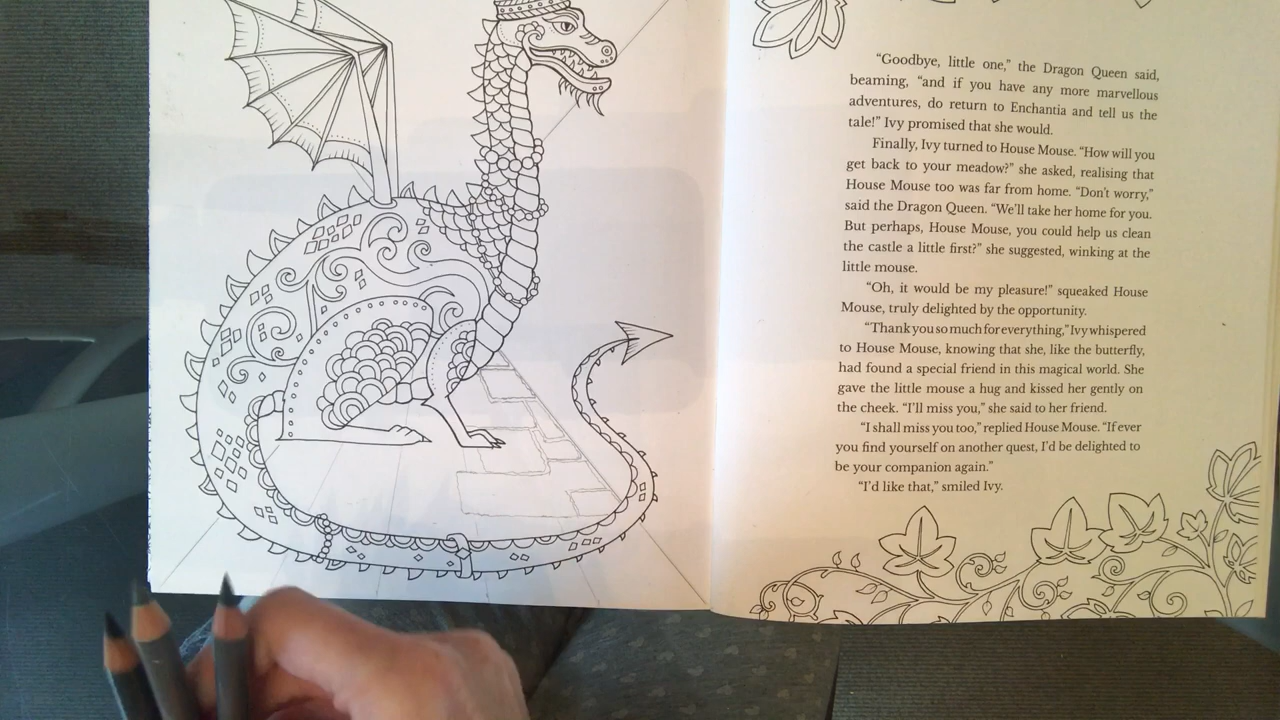 “Goodbye, little one,” the Dragon Queen said,
beaming, “and if you have any more marvellous
adventures, do return to Enchantia and tell us the
tale!” Ivy promised that she would.
Finally, Ivy turned to House Mouse. “How will you
get back to your meadow?” she asked, realising that
House Mouse too was far from home. “Don’t worry,”
said the Dragon Queen. “We’ll take her home for you.
But perhaps, House Mouse, you could help us clean
the castle a little first?” she suggested, winking at the
little mouse.
“Oh, it would be my pleasure!” squeaked House
Mouse, truly delighted by the opportunity.
“Thank you so much for everything,” Ivy whispered
to House Mouse, knowing that she, like the butterfly,
had found a special friend in this magical world. She
gave the little mouse a hug and kissed her gently on
the cheek. “I’ll miss you,” she said to her friend.
“I shall miss you too,” replied House Mouse. “If ever
you find yourself on another quest, I’d be delighted to
be your companion again.”
“I’d like that,” smiled Ivy.